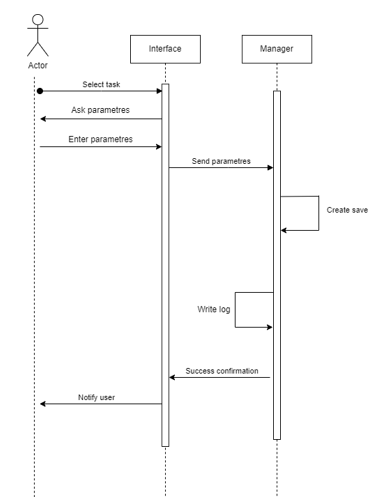 Interface
Manager
Actor
Select task
Ask parametres
Enter parametres
Send parametres
Create save
Write log
Success confirmation
Notify user